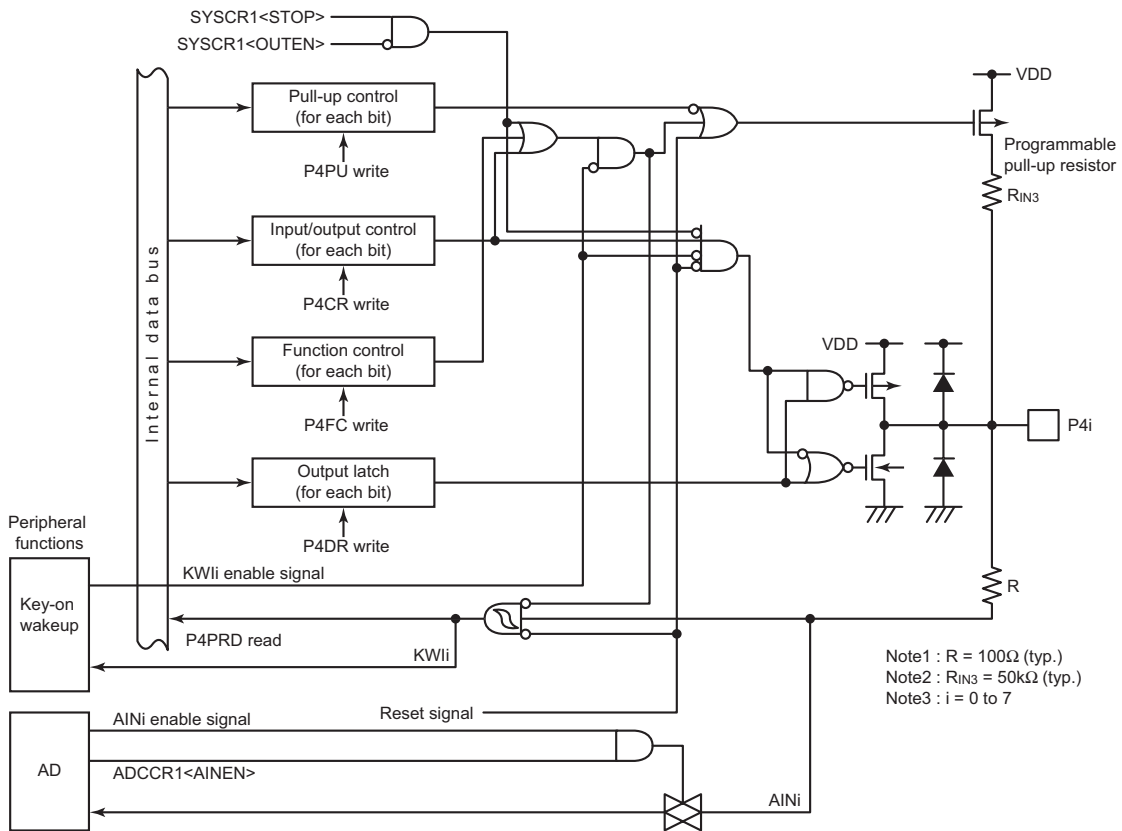 SYSCR1<STOP>
SYSCR1<OUTEN>
VDD
Pull-up control
(for each bit)
Programmable
pull-up resistor
P4PU write
RIN3
Internal data bus
Input/output control
(for each bit)
P4CR write
Function control
(for each bit)
VDD
P4FC write
P4i
Output latch
(for each bit)
Peripheral
functions
P4DR write
KWIi enable signal
Key-on
wakeup
R
P4PRD read
KWIi
Note1 : R = 100Ω (typ.)
Note2 : RIN3 = 50kΩ (typ.)
Note3 : i = 0 to 7
Reset signal
AINi enable signal
AD
ADCCR1<AINEN>
AINi